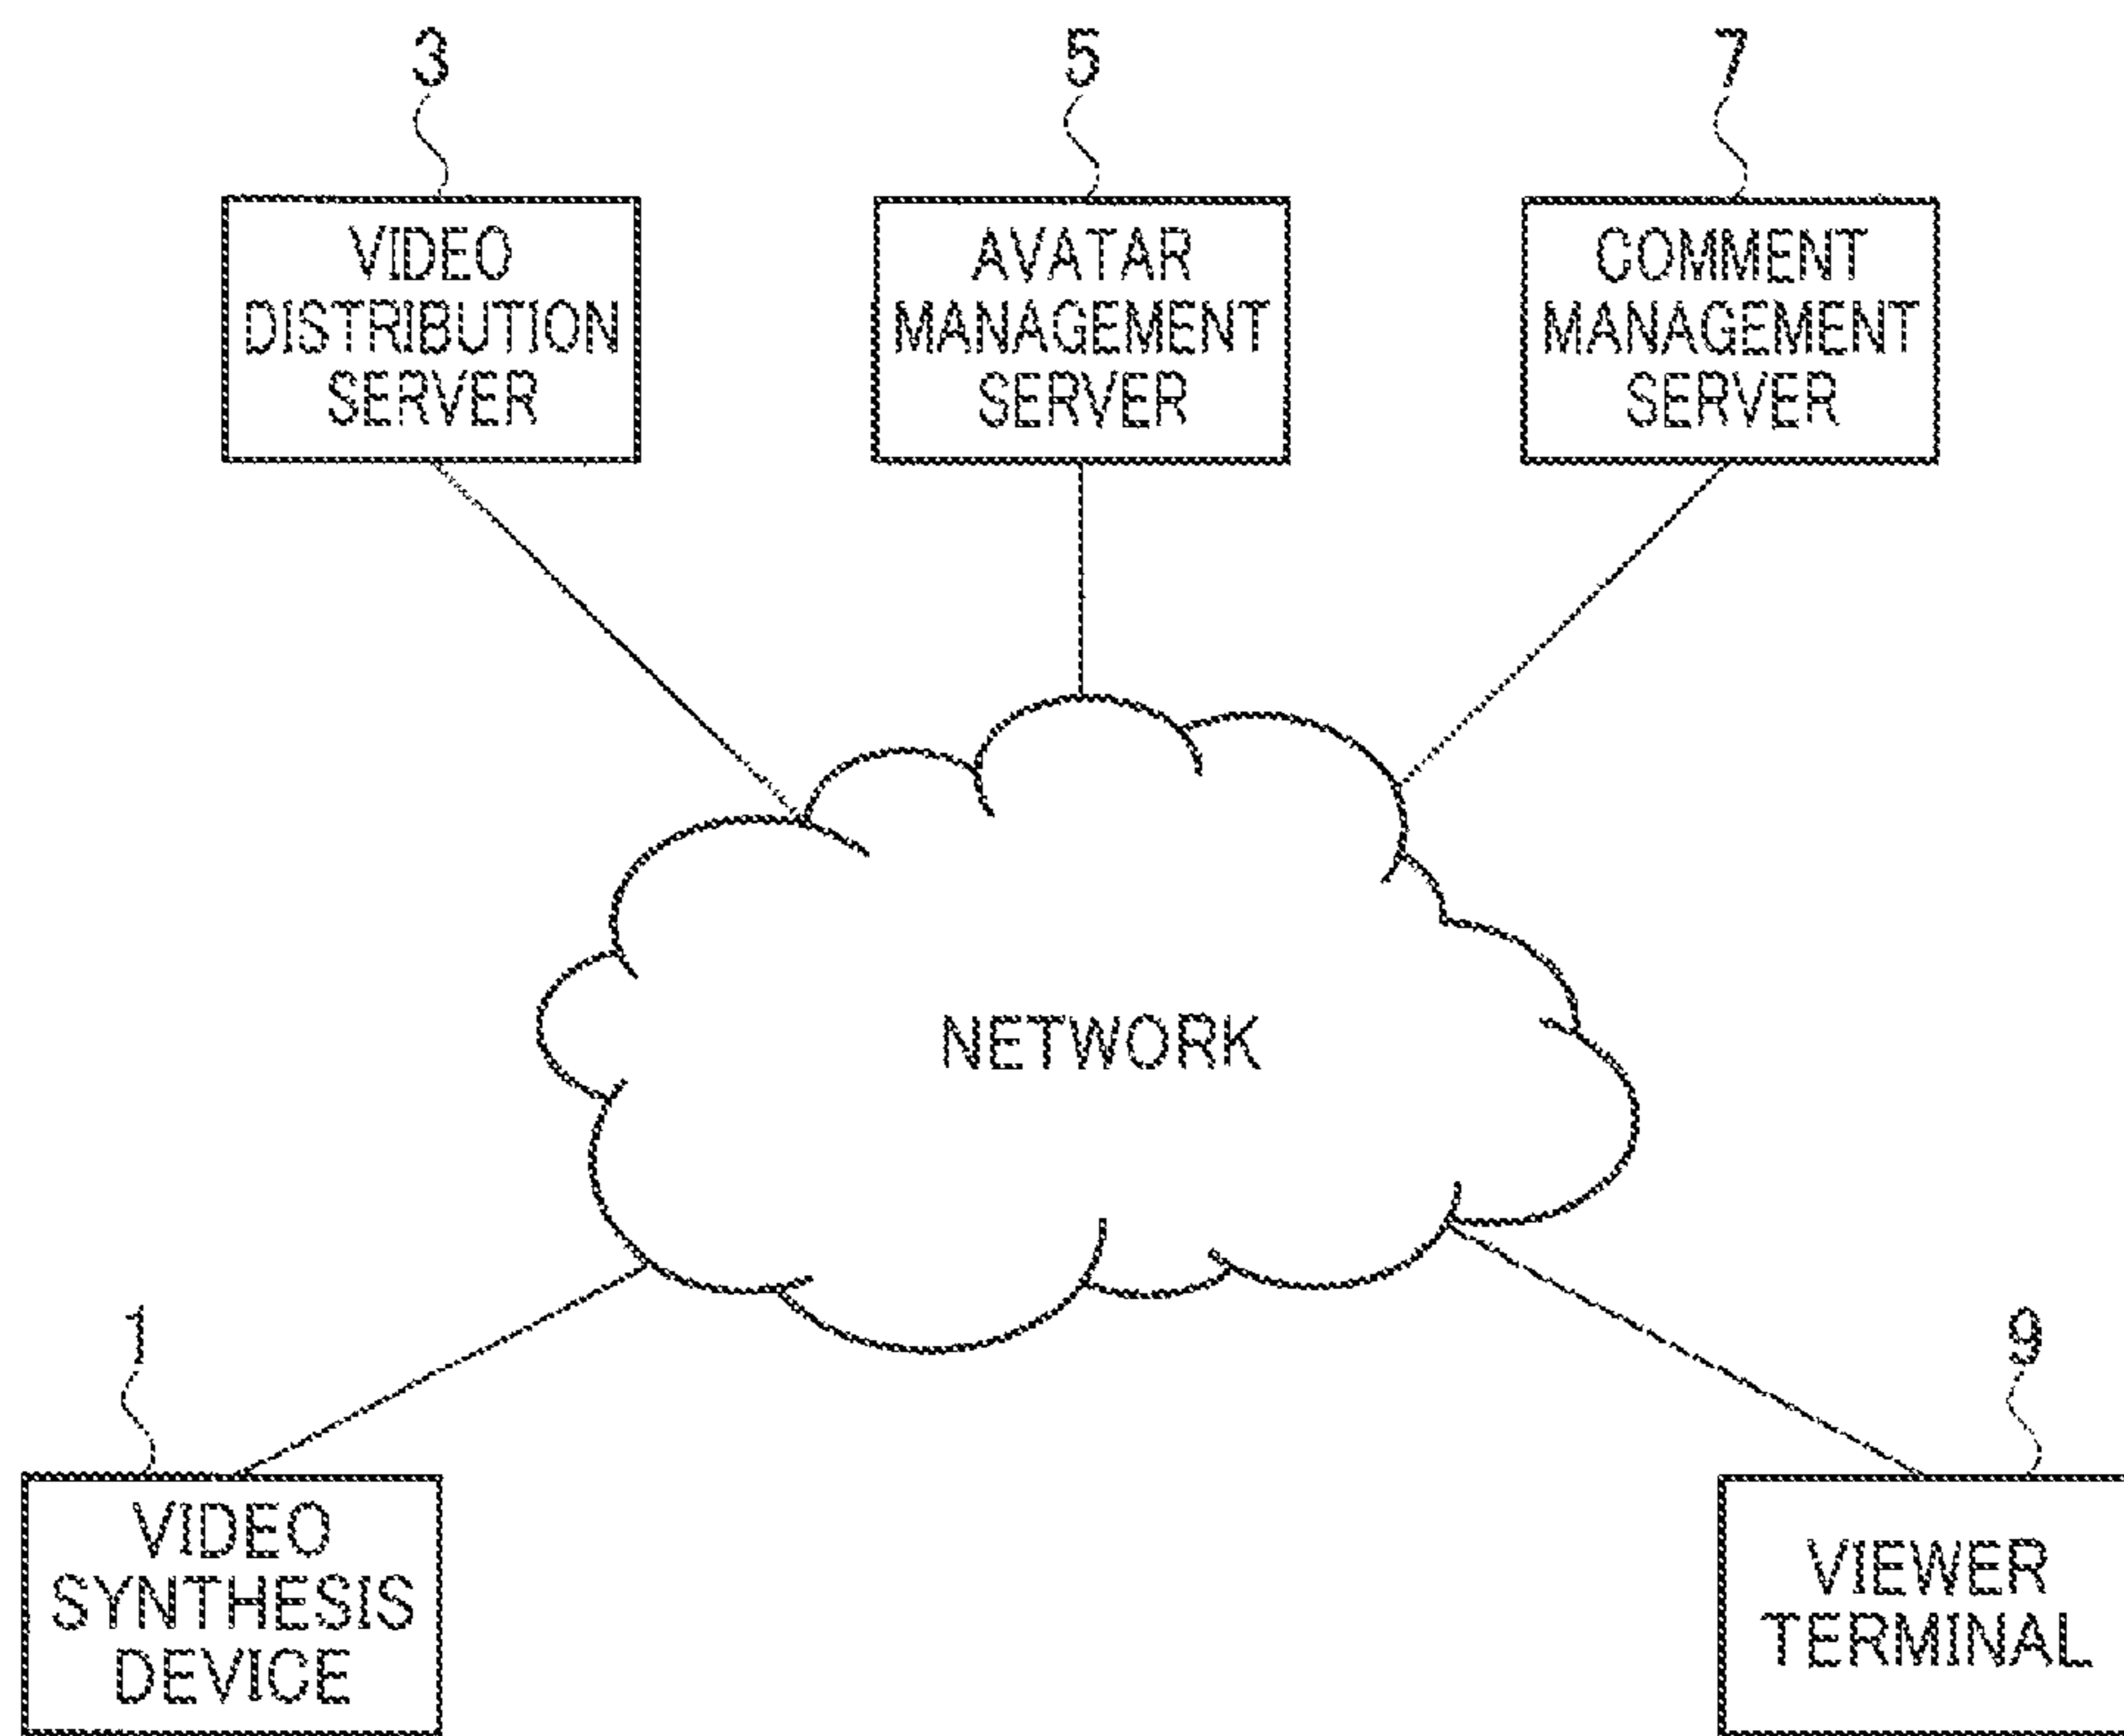 3
5
7
VIDEO
DISTRIBUTION
SERVER
AVATAR
MANAGEMENT
SERVER
COMMENT
MANAGEMENT
SERVER
NETWORK
1
9
VIDEO
SYNTHESIS
DEVICE
VIEWER
TERMINAL